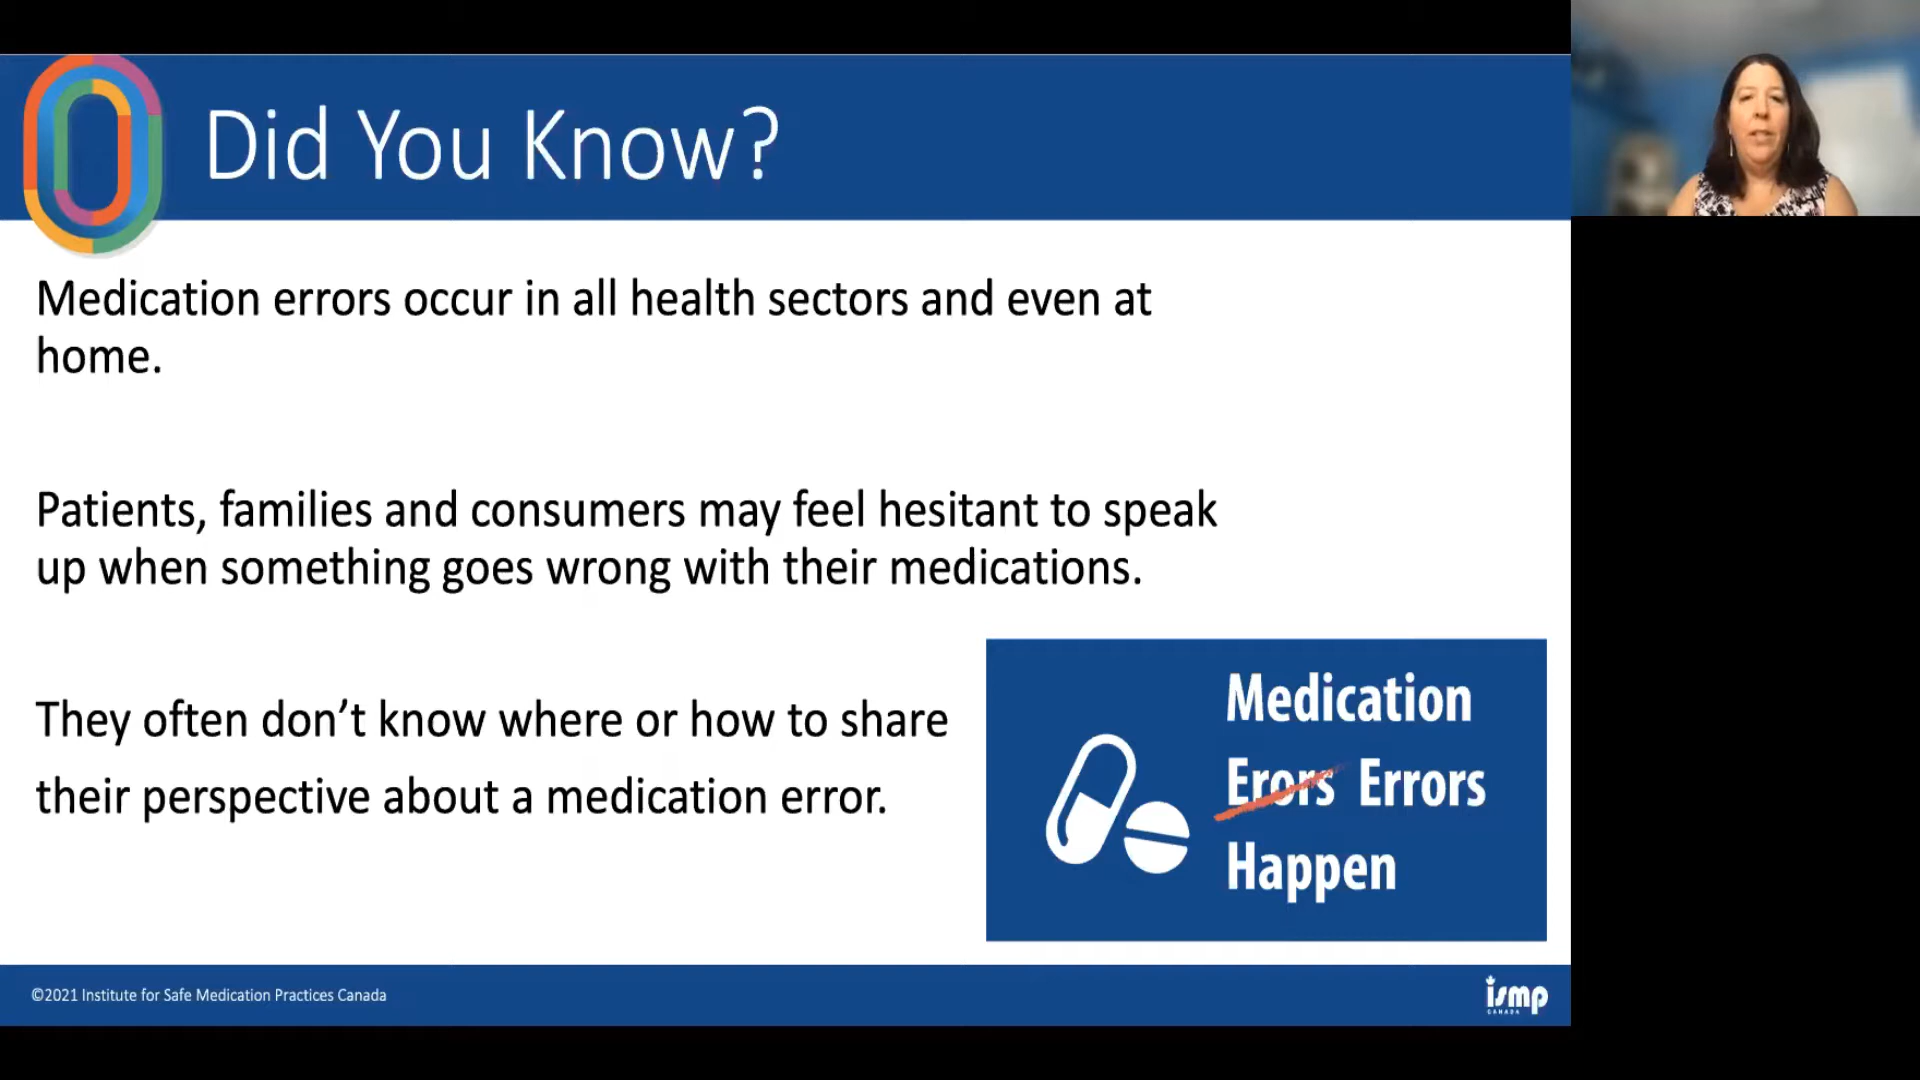 Did You Know?
Medication errors occur in all health sectors and even at
home.
Patients, families and consumers may feel hesitant to speak
up when something goes wrong with their medications.
They often don’t know where or how to share
their perspective about a medication error.
Medication
Erors Errors
Happen
©2021 Institute for Safe Medication Practices Canada
ismp
CANADA